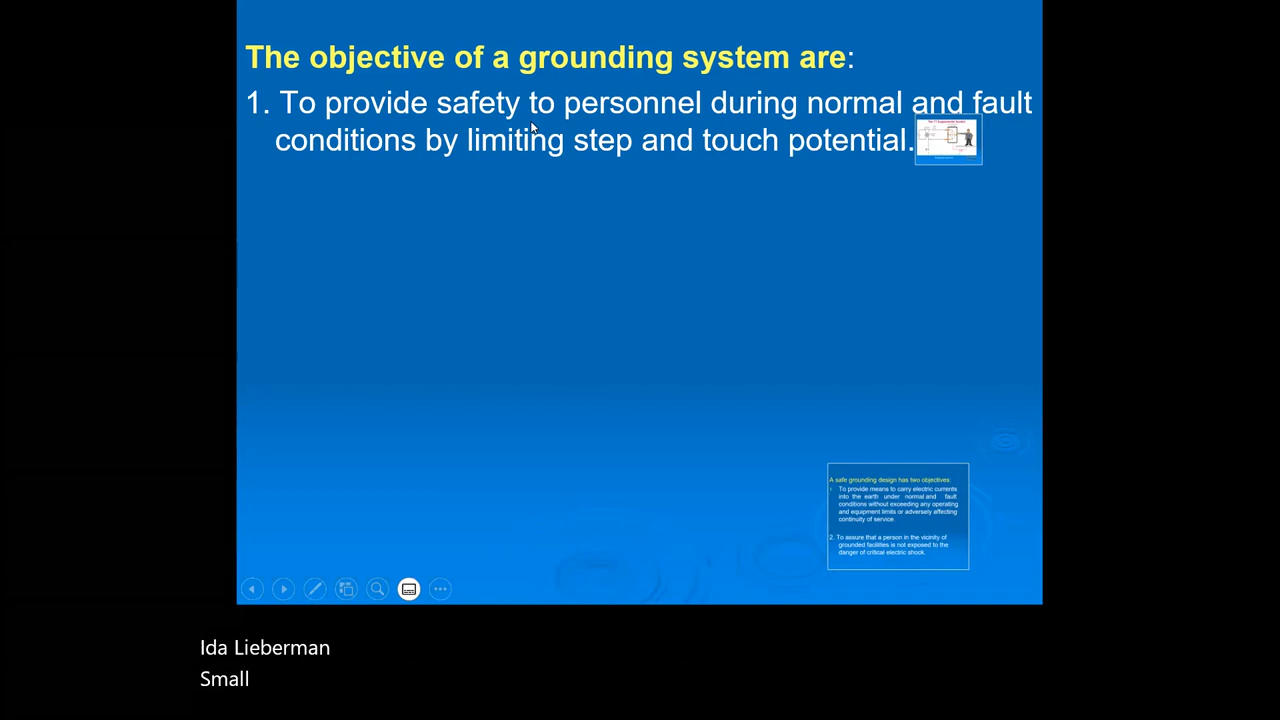 The objective of a grounding system are:
1. To provide safety to personnel during normal and fault
conditions by limiting step and touch potential.
A safe grounding design has two objectives:
To provide means to carry electric currents
into the earth under normal and fault
conditions without exceeding any operating
and equipment limits or adversely affecting
continuity of service.
2. To assure that a person in the vicinity of
grounded facilities is not exposed to the
danger of critical electric shock.
Ida Lieberman
Small